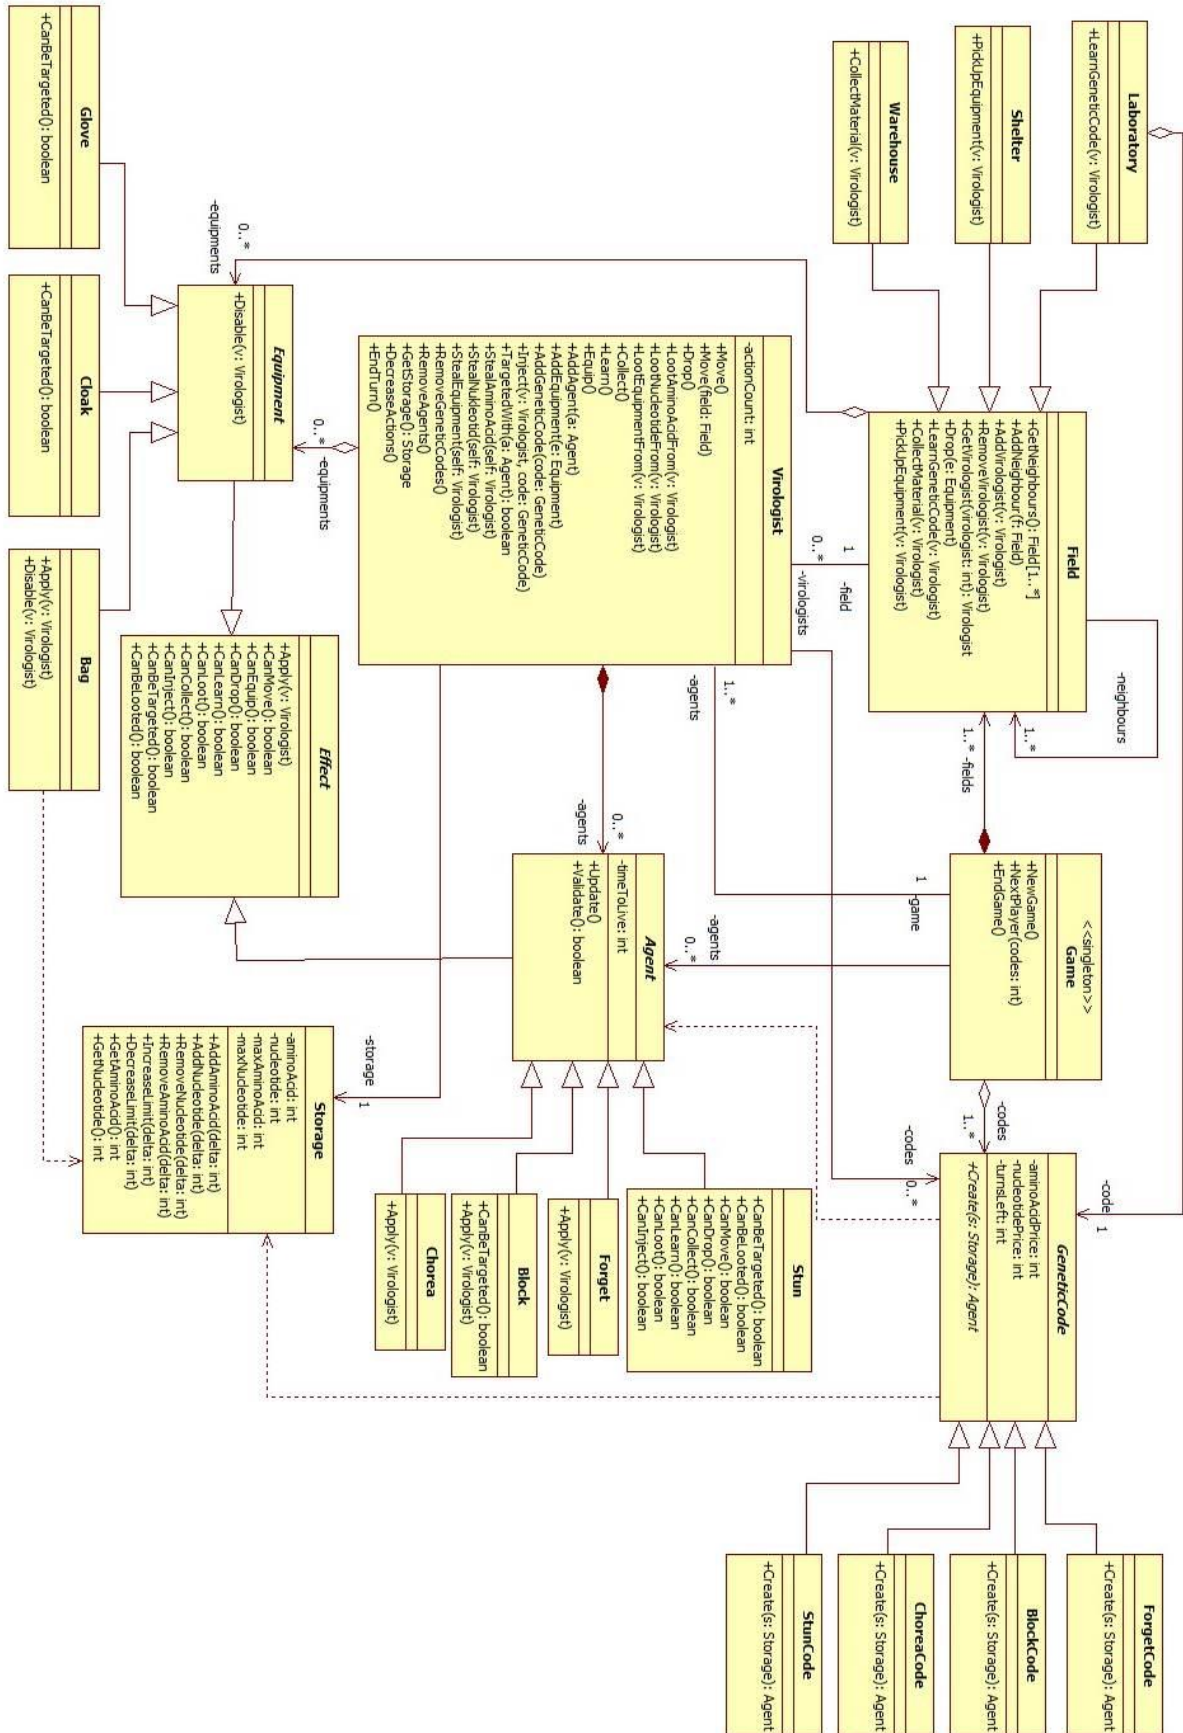 Laboratory
+LearnGeneticCode(v: Virologist)
Shelter
+PickUpEquipment(v: Virologist)
Warehouse
+CollectMaterial(v: Virologist)
-neighbours
1..*
Field
+GetNeighbours(): Field[1..*]
+AddNeighbour(f: Field)
+AddVirologist(v: Virologist)
+RemoveVirologist(v: Virologist)
+GetVirologist(virologist: int): Virologist
+Drop(e: Equipment)
+LearnGeneticCode(v: Virologist)
+CollectMaterial(v: Virologist)
+PickUpEquipment(v: Virologist)
1..* -fields
<<singleton>>
Game
+NewGame()
+NextPlayer(codes: int)
+EndGame()
-codes
1..*
-code 1
GeneticCode
-aminoAcidPrice: int
-nucleotidePrice: int
-turnsLeft: int
+Create(s: Storage): Agent
-codes 0..*
ForgetCode
+Create(s: Storage): Agent
BlockCode
+Create(s: Storage): Agent
ChoreaCode
+Create(s: Storage): Agent
StunCode
+Create(s: Storage): Agent
1 -field
0..* -virologists
1 -game
1..*
-agents
-agents
0..*
Virologist
-actionCount: int
+Move()
+Move(field: Field)
+Drop()
+LootAminoAcidFrom(v: Virologist)
+LootNucleotideFrom(v: Virologist)
+LootEquipmentFrom(v: Virologist)
+Collect()
+Learn()
+Equip()
+AddAgent(a: Agent)
+AddEquipment(e: Equipment)
+AddGeneticCode(code: GeneticCode)
+Inject(v: Virologist, code: GeneticCode)
+TargetedWith(a: Agent): boolean
+StealAminoAcid(self: Virologist)
+StealNukleotid(self: Virologist)
+StealEquipment(self: Virologist)
+RemoveGeneticCodes()
+RemoveAgents()
+GetStorage(): Storage
+DecreaseActions()
+EndTurn()
0..*
-agents
Agent
-timeToLive: int
+Update()
+Validate(): boolean
Stun
+CanBeTargeted(): boolean
+CanBeLooted(): boolean
+CanMove(): boolean
+CanDrop(): boolean
+CanCollect(): boolean
+CanLearn(): boolean
+CanLoot(): boolean
+CanInject(): boolean
Forget
+Apply(v: Virologist)
Block
+CanBeTargeted(): boolean
+Apply(v: Virologist)
Chorea
+Apply(v: Virologist)
0..*
-equipments
0..* -equipments
Equipment
+Disable(v: Virologist)
Effect
+Apply(v: Virologist)
+CanMove(): boolean
+CanEquip(): boolean
+CanDrop(): boolean
+CanLearn(): boolean
+CanLoot(): boolean
+CanCollect(): boolean
+CanInject(): boolean
+CanBeTargeted(): boolean
+CanBeLooted(): boolean
-storage 1
Storage
-aminoAcid: int
-nucleotide: int
-maxAminoAcid: int
-maxNucleotide: int
+AddAminoAcid(delta: int)
+AddNucleotide(delta: int)
+RemoveNucleotide(delta: int)
+RemoveAminoAcid(delta: int)
+IncreaseLimit(delta: int)
+DecreaseLimit(delta: int)
+GetAminoAcid(): int
+GetNucleotide(): int
Glove
+CanBeTargeted(): boolean
Cloak
+CanBeTargeted(): boolean
Bag
+Apply(v: Virologist)
+Disable(v: Virologist)